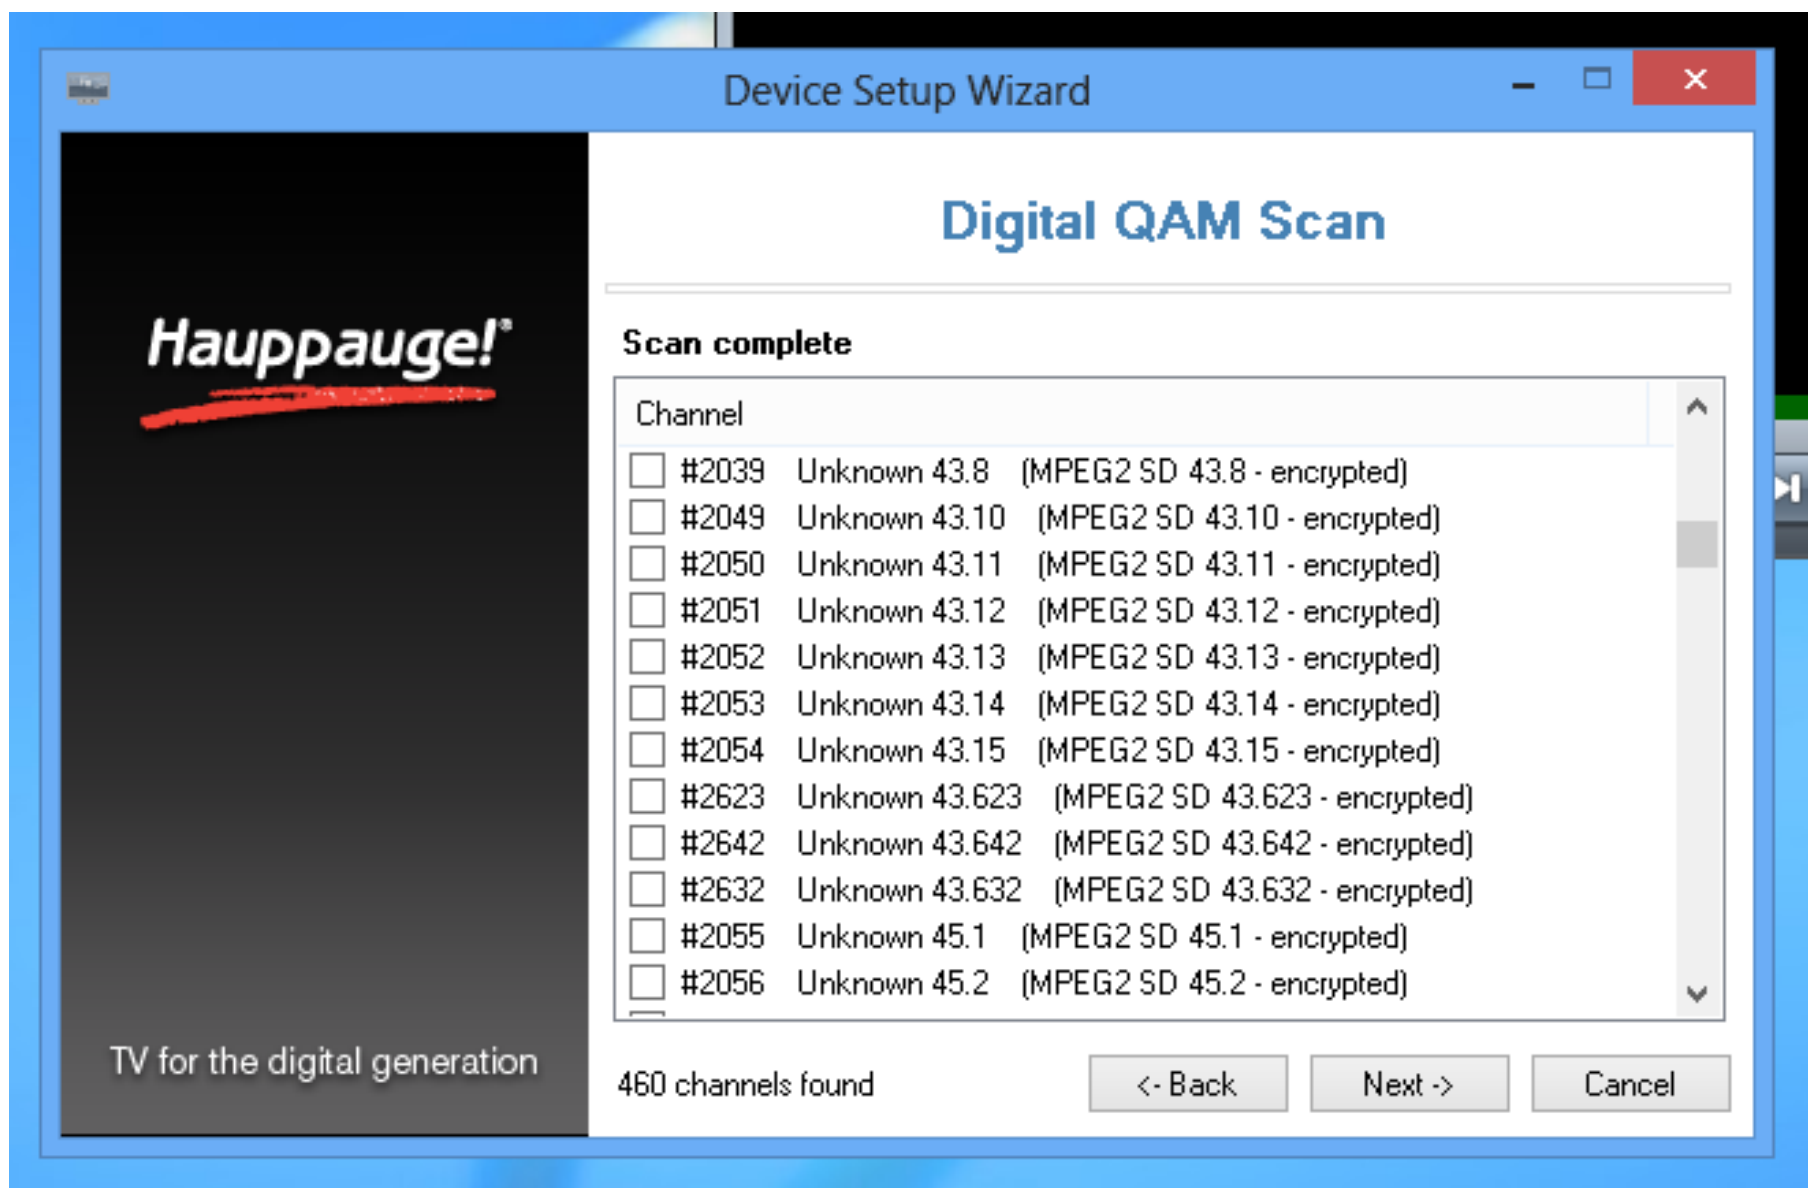 Device Setup Wizard
Digital QAM Scan
Hauppauge!®
Scan complete
Channel
#2039 Unknown 43.8 (MPEG2 SD 43.8 - encrypted)
#2049 Unknown 43.10 (MPEG2 SD 43.10 - encrypted)
#2050 Unknown 43.11 (MPEG2 SD 43.11 - encrypted)
#2051 Unknown 43.12 (MPEG2 SD 43.12 - encrypted)
#2052 Unknown 43.13 (MPEG2 SD 43.13 - encrypted)
#2053 Unknown 43.14 (MPEG2 SD 43.14 - encrypted)
#2054 Unknown 43.15 (MPEG2 SD 43.15 - encrypted)
#2623 Unknown 43.623 (MPEG2 SD 43.623 - encrypted)
#2642 Unknown 43.642 (MPEG2 SD 43.642 - encrypted)
#2632 Unknown 43.632 (MPEG2 SD 43.632 - encrypted)
#2055 Unknown 45.1 (MPEG2 SD 45.1 - encrypted)
#2056 Unknown 45.2 (MPEG2 SD 45.2 - encrypted)
TV for the digital generation
460 channels found
<- Back
Next ->
Cancel